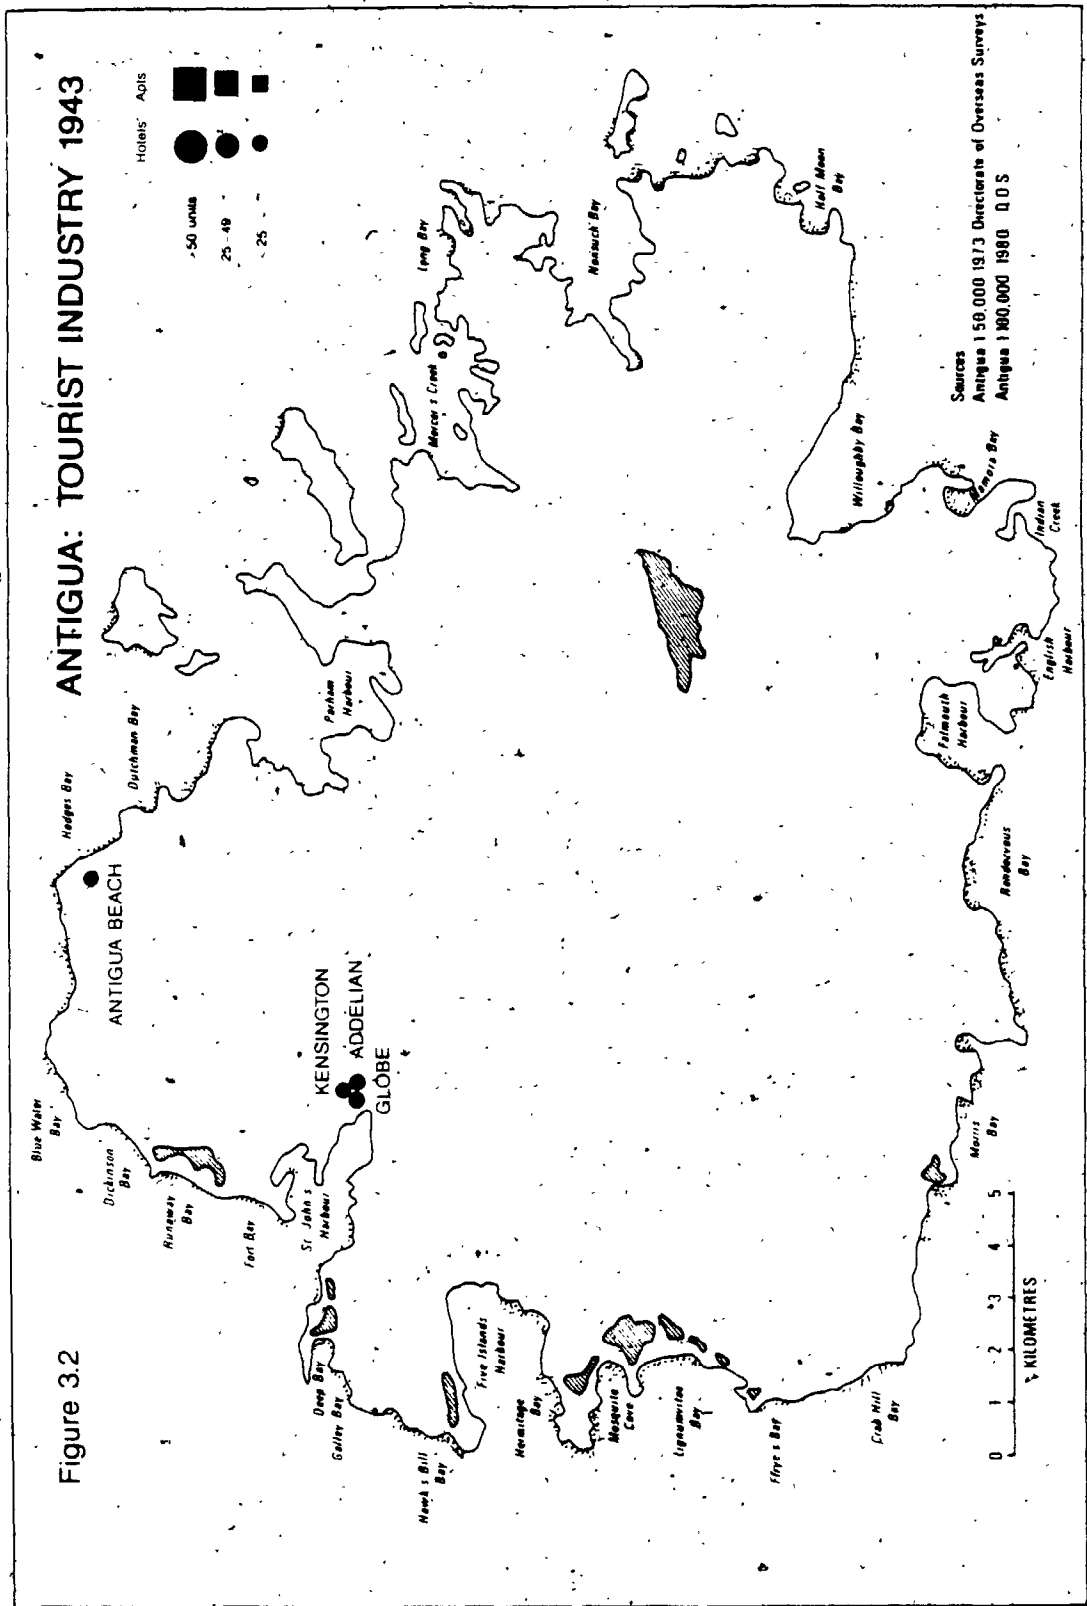 Figure 3.2
ANTIGUA: TOURIST INDUSTRY 1943
Hotels Apts
>50 units
25-49 "
<25 - "
Blue Water
Bay
Dickinson
Bay
Runaway
Bay
Fort Bay
St John s
Harbour
Hodges Bay
ANTIGUA BEACH
Dutchman Bay
Parham
Harbour
Mercer s Creek
Long Bay
Nonsuch Bay
Half Moon
Bay
KENSINGTON
ADDELIAN
GLOBE
Deep Bay
Galley Bay
Hawk s Bill
Bay
Five Islands
Harbour
Hermitage
Bay
Mosquito
Cove
Lignumvitae
Bay
Ffrye s Bay
Crab Hill
Bay
Morris
Bay
Rendezvous
Bay
Falmouth
Harbour
English
Harbour
Indian
Creek
Mamora Bay
Willoughby Bay
0 1 2 3 4 5
KILOMETRES
Sources
Antigua 1 50,000 1973 Directorate of Overseas Surveys
Antigua 1 100,000 1980 D O S